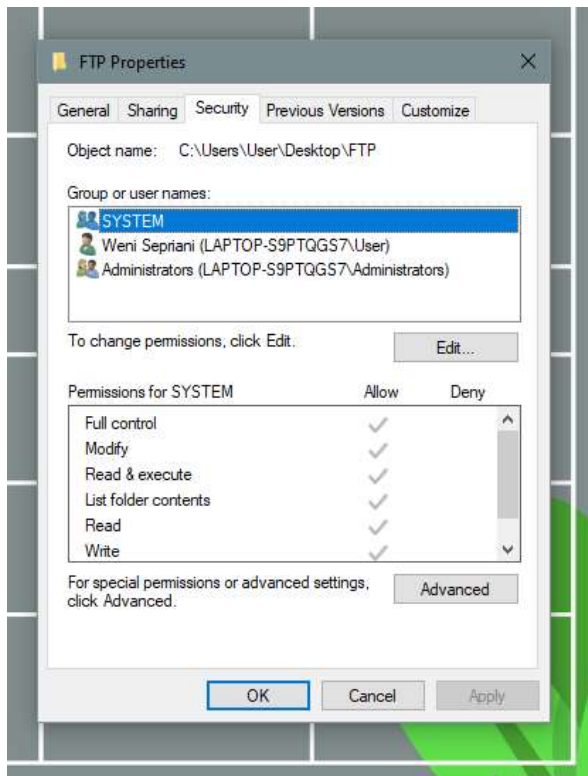 FTP Properties
General Sharing Security Previous Versions Customize
Object name: C:\Users\User\Desktop\FTP
Group or user names:
SYSTEM
Weni Sepriani (LAPTOP-S9PTQGS7\User)
Administrators (LAPTOP-S9PTQGS7\Administrators)
To change permissions, click Edit.
Edit...
Permissions for SYSTEM Allow Deny
Full control
Modify
Read & execute
List folder contents
Read
Write
For special permissions or advanced settings,
click Advanced.
Advanced
OK Cancel Apply